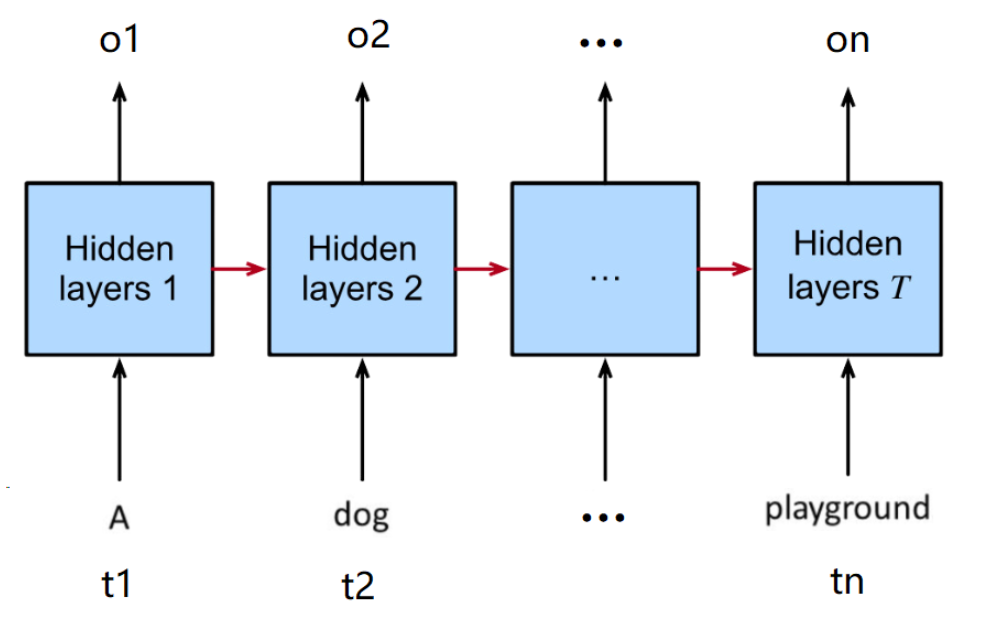 o1 o2 ... on
Hidden
layers 1
Hidden
layers 2
...
Hidden
layers T
A dog ... playground
t1 t2 tn